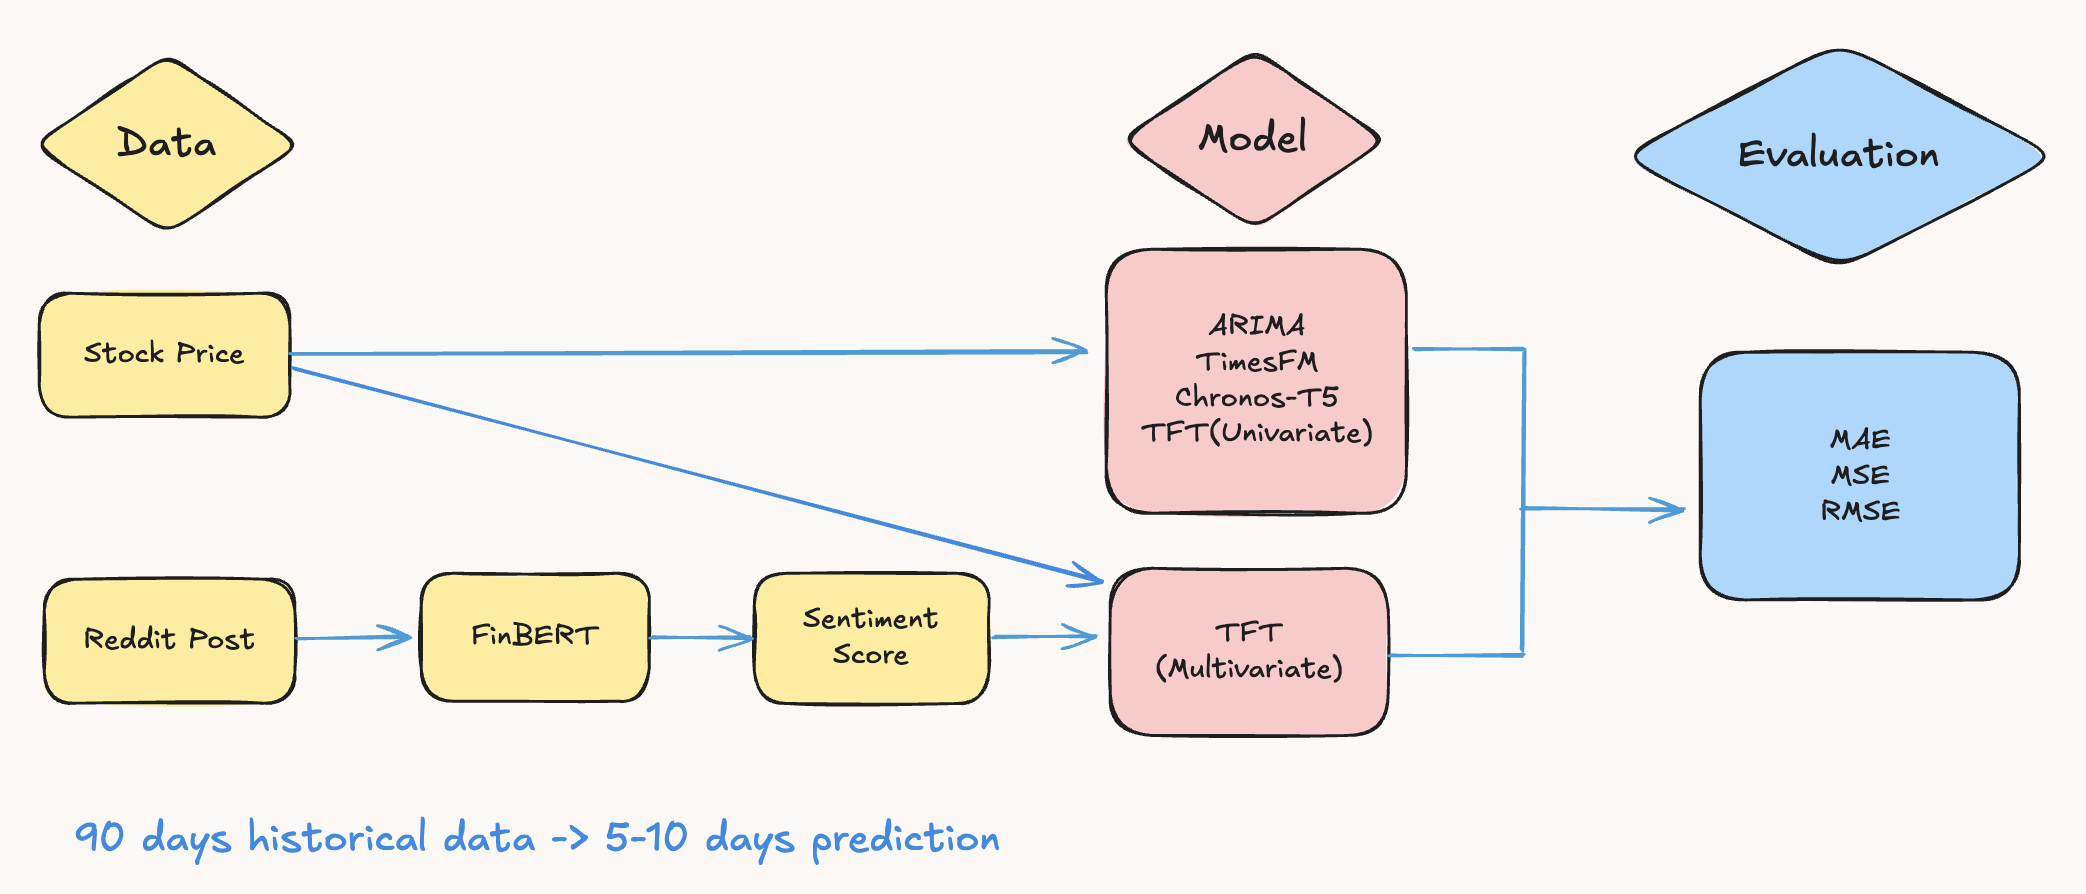 Data
Model
Evaluation
Stock Price
ARIMA
TimesFM
Chronos-T5
TFT(Univariate)
MAE
MSE
RMSE
Reddit Post
FinBERT
Sentiment
Score
TFT
(Multivariate)
90 days historical data -> 5-10 days prediction